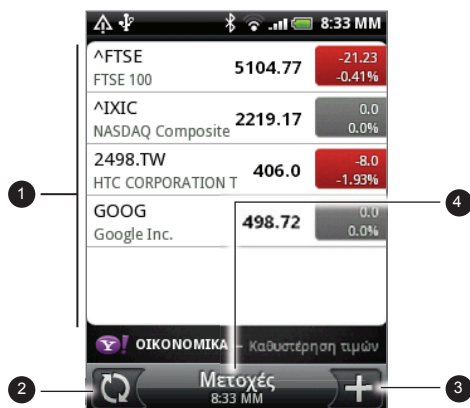 8:33 MM
^FTSE 5104.77 -21.23
FTSE 100 -0.41%
^IXIC 2219.17 0.0
NASDAQ Composite 0.0%
2498.TW 406.0 -8.0
HTC CORPORATION T -1.93%
GOOG 498.72 0.0
Google Inc. 0.0%
1
4
Y! ΟΙΚΟΝΟΜΙΚΑ – Καθυστέρηση τιμών
2
Μετοχές
8:33 MM
3